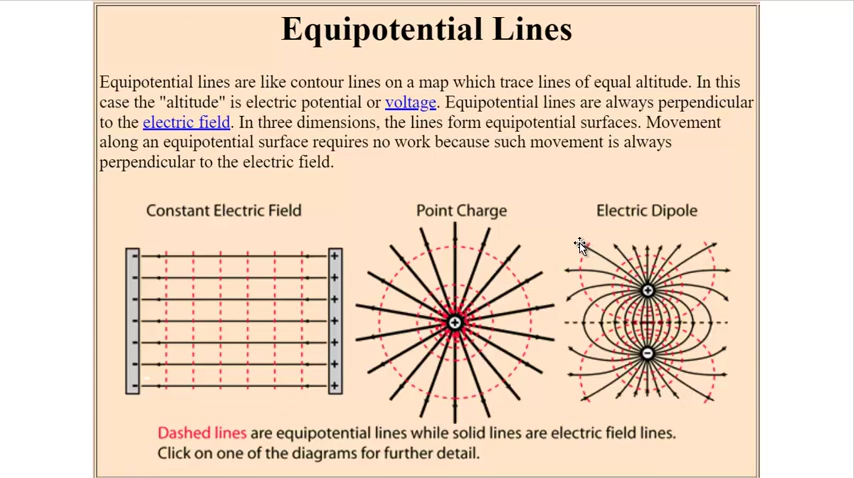 Equipotential Lines
Equipotential lines are like contour lines on a map which trace lines of equal altitude. In this
case the "altitude" is electric potential or voltage. Equipotential lines are always perpendicular
to the electric field. In three dimensions, the lines form equipotential surfaces. Movement
along an equipotential surface requires no work because such movement is always
perpendicular to the electric field.
Constant Electric Field Point Charge Electric Dipole
Dashed lines are equipotential lines while solid lines are electric field lines.
Click on one of the diagrams for further detail.